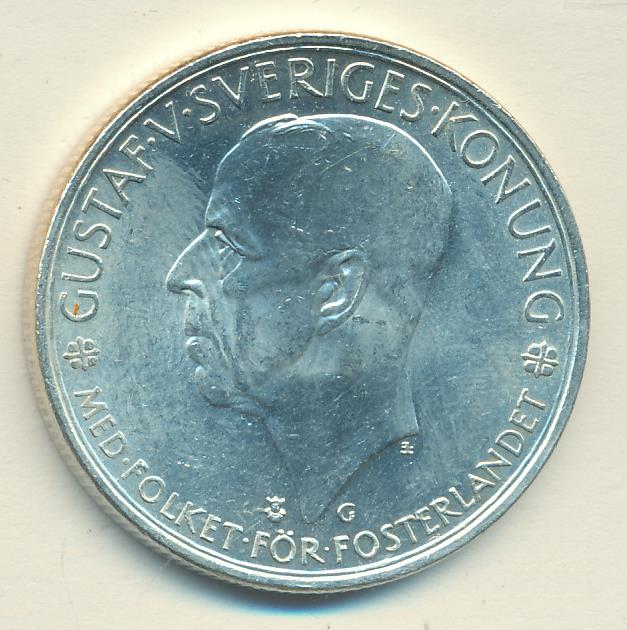 GUSTAF·V·SVERIGES·KONUNG
MED·FOLKET·FÖR·FOSTERLANDET
G